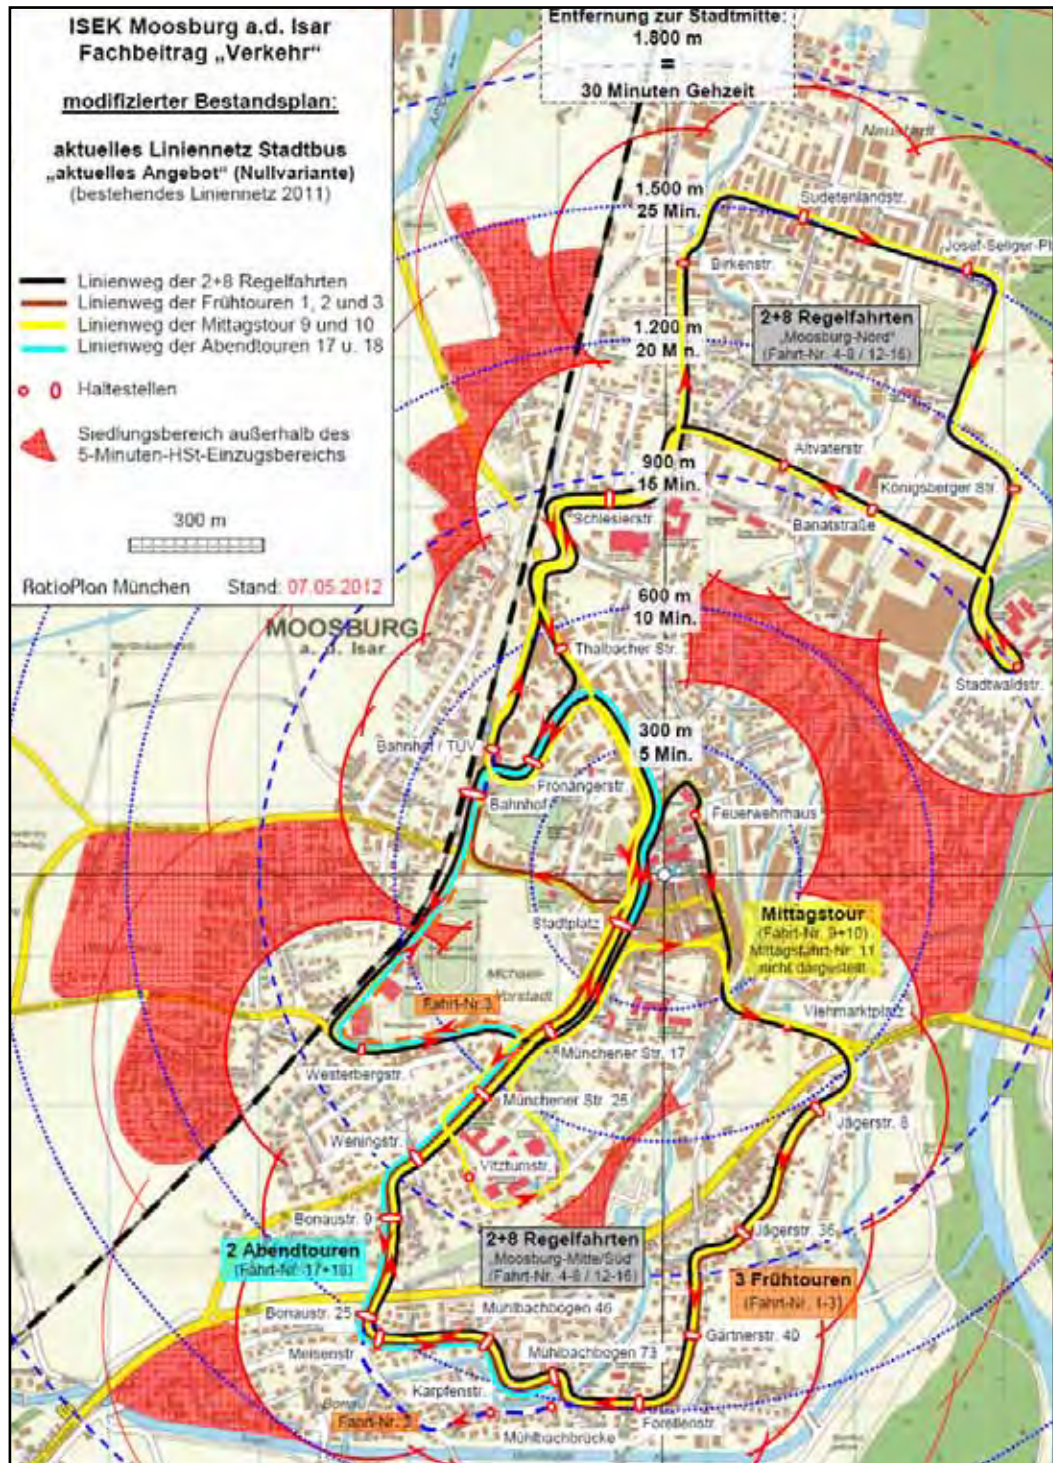 ISEK Moosburg a.d. Isar
Fachbeitrag „Verkehr“
modifizierter Bestandsplan:
aktuelles Liniennetz Stadtbus
„aktuelles Angebot“ (Nullvariante)
(bestehendes Liniennetz 2011)
Linienweg der 2+8 Regelfahrten
Linienweg der Frühtouren 1, 2 und 3
Linienweg der Mittagstour 9 und 10
Linienweg der Abendtouren 17 u. 18
Haltestellen
Siedlungsbereich außerhalb des
5-Minuten-HSt-Einzugsbereichs
300 m
RatioPlan München Stand: 07.05.2012
Entfernung zur Stadtmitte:
1.800 m
=
30 Minuten Gehzeit
Neustadt
1.500 m
25 Min.
Sudetenlandstr.
Josef-Seliger-Pl
Birkenstr.
2+8 Regelfahrten
„Moosburg-Nord“
(Fahrt-Nr. 4-8 / 12-16)
1.200 m
20 Min.
Altvaterstr.
900 m
15 Min.
Königsberger Str.
Schlesierstr.
Banatstraße
600 m
10 Min.
MOOSBURG
a. d. Isar
Thalbacher Str.
Stadtwaldstr.
300 m
5 Min.
Bahnhof / TÜV
Fronängerstr.
Bahnhof
Feuerwehrhaus
Stadtplatz
Mittagstour
(Fahrt-Nr. 9+10)
Mittagsfahrt-Nr. 11
nicht dargestellt
Michael-
Vorstadt
Fahrt-Nr.3
Viehmarktplatz
Münchener Str. 17
Westerbergstr.
Münchener Str. 25
Jägerstr. 8
Weningstr.
Vitztumstr.
Bonaustr. 9
Jägerstr. 36
2 Abendtouren
(Fahrt-Nr. 17+18)
2+8 Regelfahrten
„Moosburg-Mitte/Süd“
(Fahrt-Nr. 4-8 / 12-16)
3 Frühtouren
(Fahrt-Nr. 1-3)
Bonaustr. 25
Mühlbachbogen 46
Gärtnerstr. 40
Meisenstr.
Mühlbachbogen 73
Karpfenstr.
Bonau
Fahrt-Nr. 3
Forellenstr.
Mühlbachbrücke